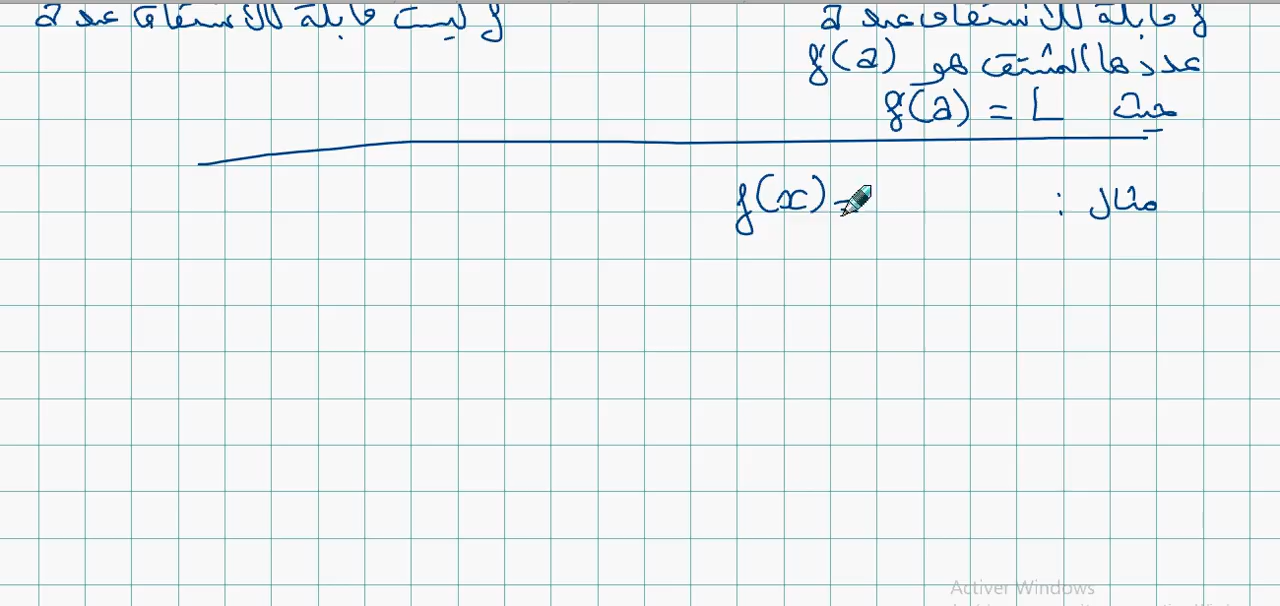 f قابلة للاشتقاق عند a
f ليست قابلة للاشتقاق عند a
عددها المشتق هو f'(a)
حيث f'(a) = L
مثال : f(x) =
Activer Windows